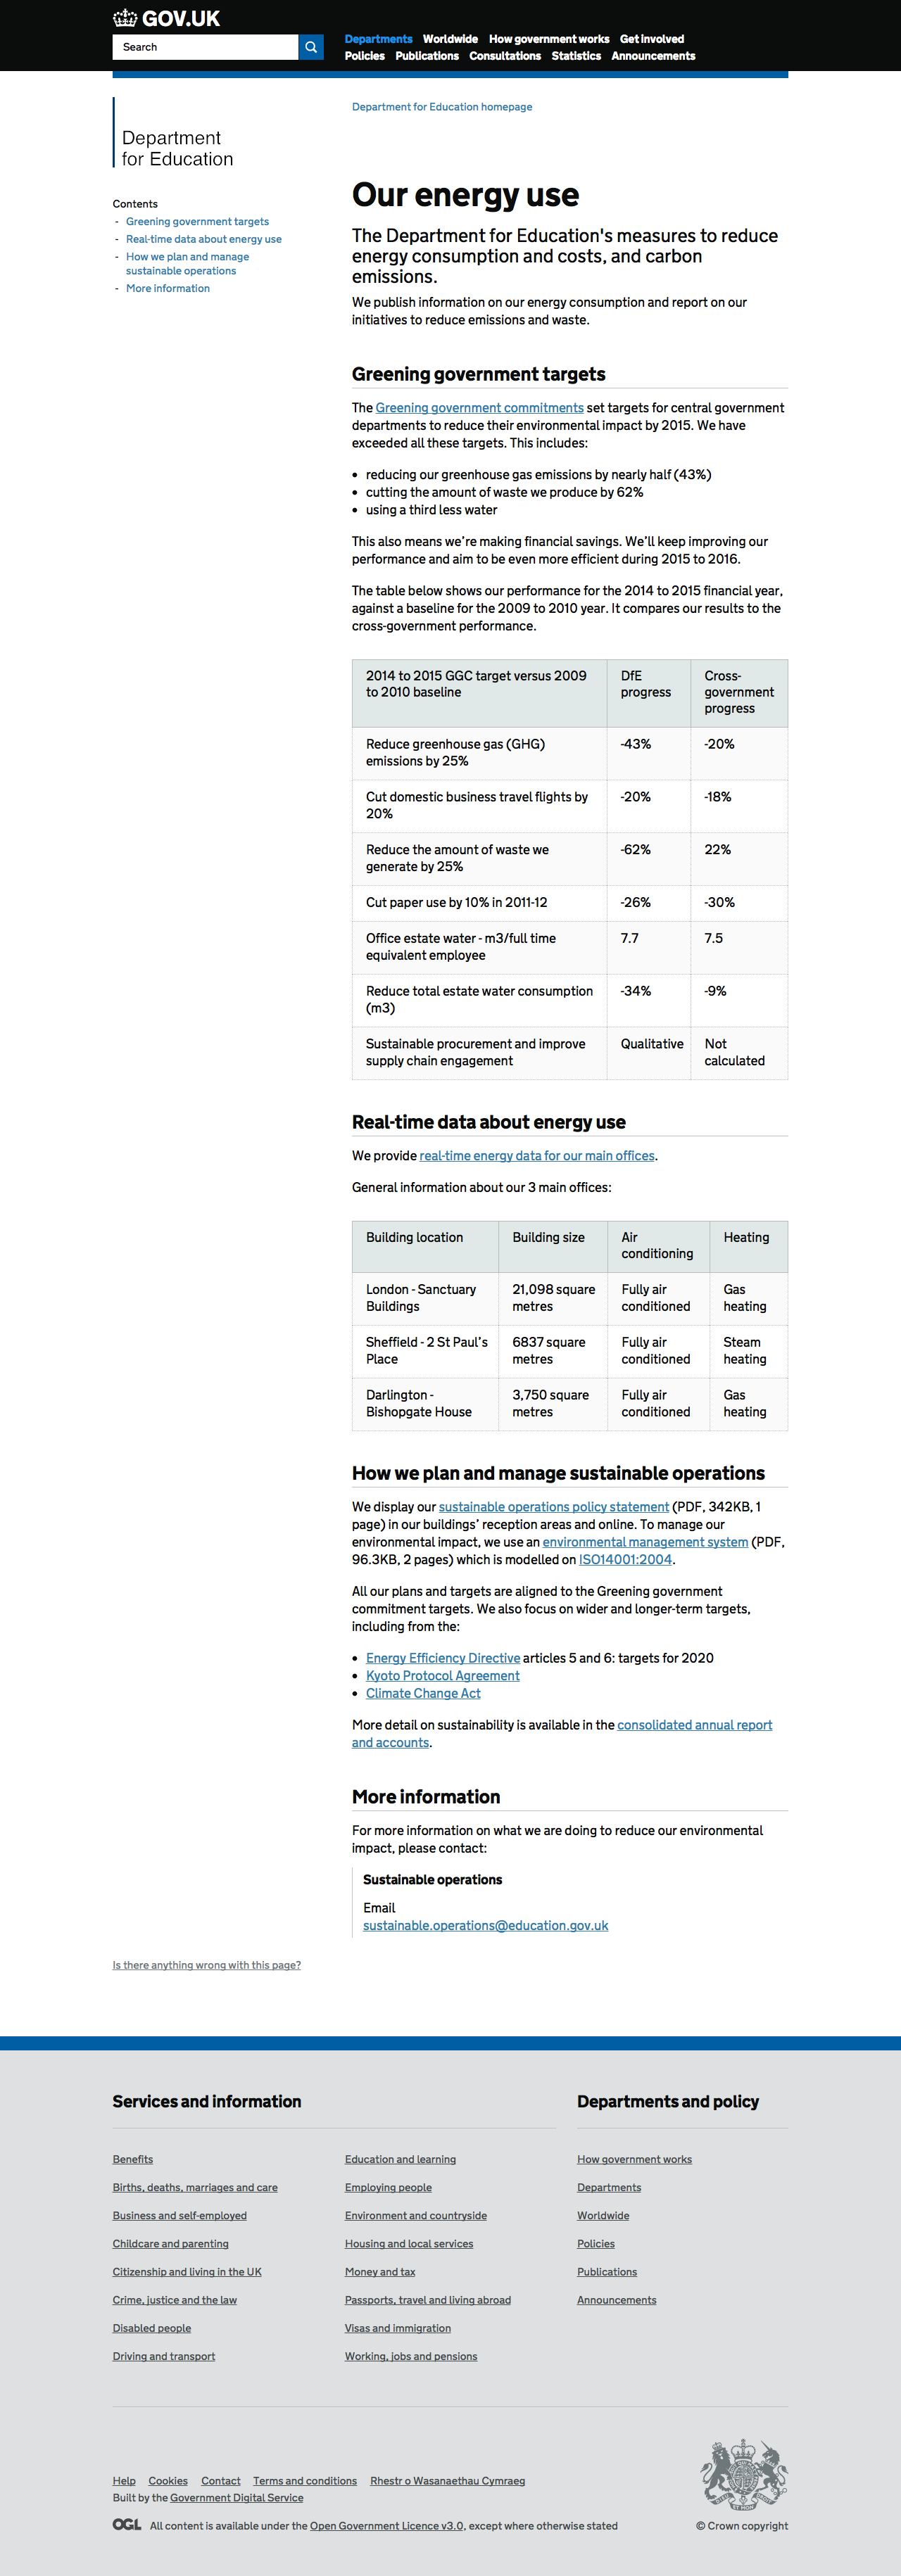 GOV.UK
Search
Departments Worldwide How government works Get involved
Policies Publications Consultations Statistics Announcements
Department for Education homepage
Department
for Education
Contents
- Greening government targets
- Real-time data about energy use
- How we plan and manage
sustainable operations
- More information
Our energy use
The Department for Education's measures to reduce
energy consumption and costs, and carbon
emissions.
We publish information on our energy consumption and report on our
initiatives to reduce emissions and waste.
Greening government targets
The Greening government commitments set targets for central government
departments to reduce their environmental impact by 2015. We have
exceeded all these targets. This includes:
• reducing our greenhouse gas emissions by nearly half (43%)
• cutting the amount of waste we produce by 62%
• using a third less water
This also means we’re making financial savings. We’ll keep improving our
performance and aim to be even more efficient during 2015 to 2016.
The table below shows our performance for the 2014 to 2015 financial year,
against a baseline for the 2009 to 2010 year. It compares our results to the
cross-government performance.
2014 to 2015 GGC target versus 2009 DfE Cross-
to 2010 baseline progress government
progress
Reduce greenhouse gas (GHG) -43% -20%
emissions by 25%
Cut domestic business travel flights by -20% -18%
20%
Reduce the amount of waste we -62% 22%
generate by 25%
Cut paper use by 10% in 2011-12 -26% -30%
Office estate water - m3/full time 7.7 7.5
equivalent employee
Reduce total estate water consumption -34% -9%
(m3)
Sustainable procurement and improve Qualitative Not
supply chain engagement calculated
Real-time data about energy use
We provide real-time energy data for our main offices.
General information about our 3 main offices:
Building location Building size Air Heating
conditioning
London - Sanctuary 21,098 square Fully air Gas
Buildings metres conditioned heating
Sheffield - 2 St Paul’s 6837 square Fully air Steam
Place metres conditioned heating
Darlington - 3,750 square Fully air Gas
Bishopgate House metres conditioned heating
How we plan and manage sustainable operations
We display our sustainable operations policy statement (PDF, 342KB, 1
page) in our buildings’ reception areas and online. To manage our
environmental impact, we use an environmental management system (PDF,
96.3KB, 2 pages) which is modelled on ISO14001:2004.
All our plans and targets are aligned to the Greening government
commitment targets. We also focus on wider and longer-term targets,
including from the:
• Energy Efficiency Directive articles 5 and 6: targets for 2020
• Kyoto Protocol Agreement
• Climate Change Act
More detail on sustainability is available in the consolidated annual report
and accounts.
More information
For more information on what we are doing to reduce our environmental
impact, please contact:
Sustainable operations
Email
sustainable.operations@education.gov.uk
Is there anything wrong with this page?
Services and information Departments and policy
Benefits Education and learning How government works
Births, deaths, marriages and care Employing people Departments
Business and self-employed Environment and countryside Worldwide
Childcare and parenting Housing and local services Policies
Citizenship and living in the UK Money and tax Publications
Crime, justice and the law Passports, travel and living abroad Announcements
Disabled people Visas and immigration
Driving and transport Working, jobs and pensions
Help Cookies Contact Terms and conditions Rhestr o Wasanaethau Cymraeg
Built by the Government Digital Service
OGL All content is available under the Open Government Licence v3.0, except where otherwise stated © Crown copyright